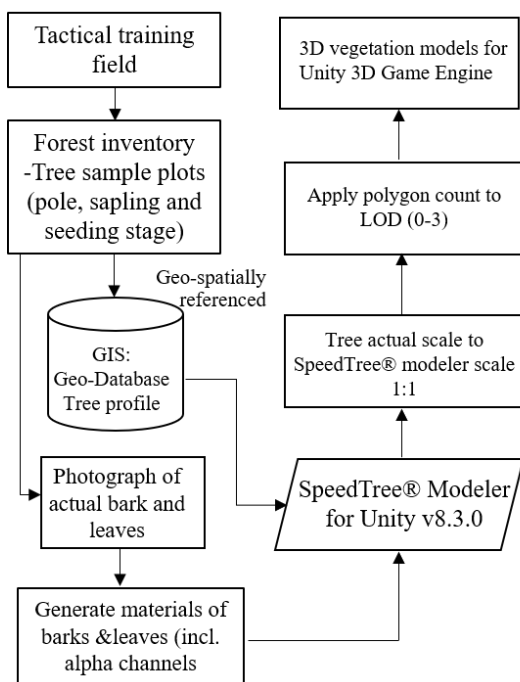 Tactical training
field
Forest inventory
-Tree sample plots
(pole, sapling and
seeding stage)
Geo-spatially
referenced
GIS:
Geo-Database
Tree profile
Photograph of
actual bark and
leaves
Generate materials of
barks &leaves (incl.
alpha channels
SpeedTree® Modeler
for Unity v8.3.0
Tree actual scale to
SpeedTree® modeler scale
1:1
Apply polygon count to
LOD (0-3)
3D vegetation models for
Unity 3D Game Engine